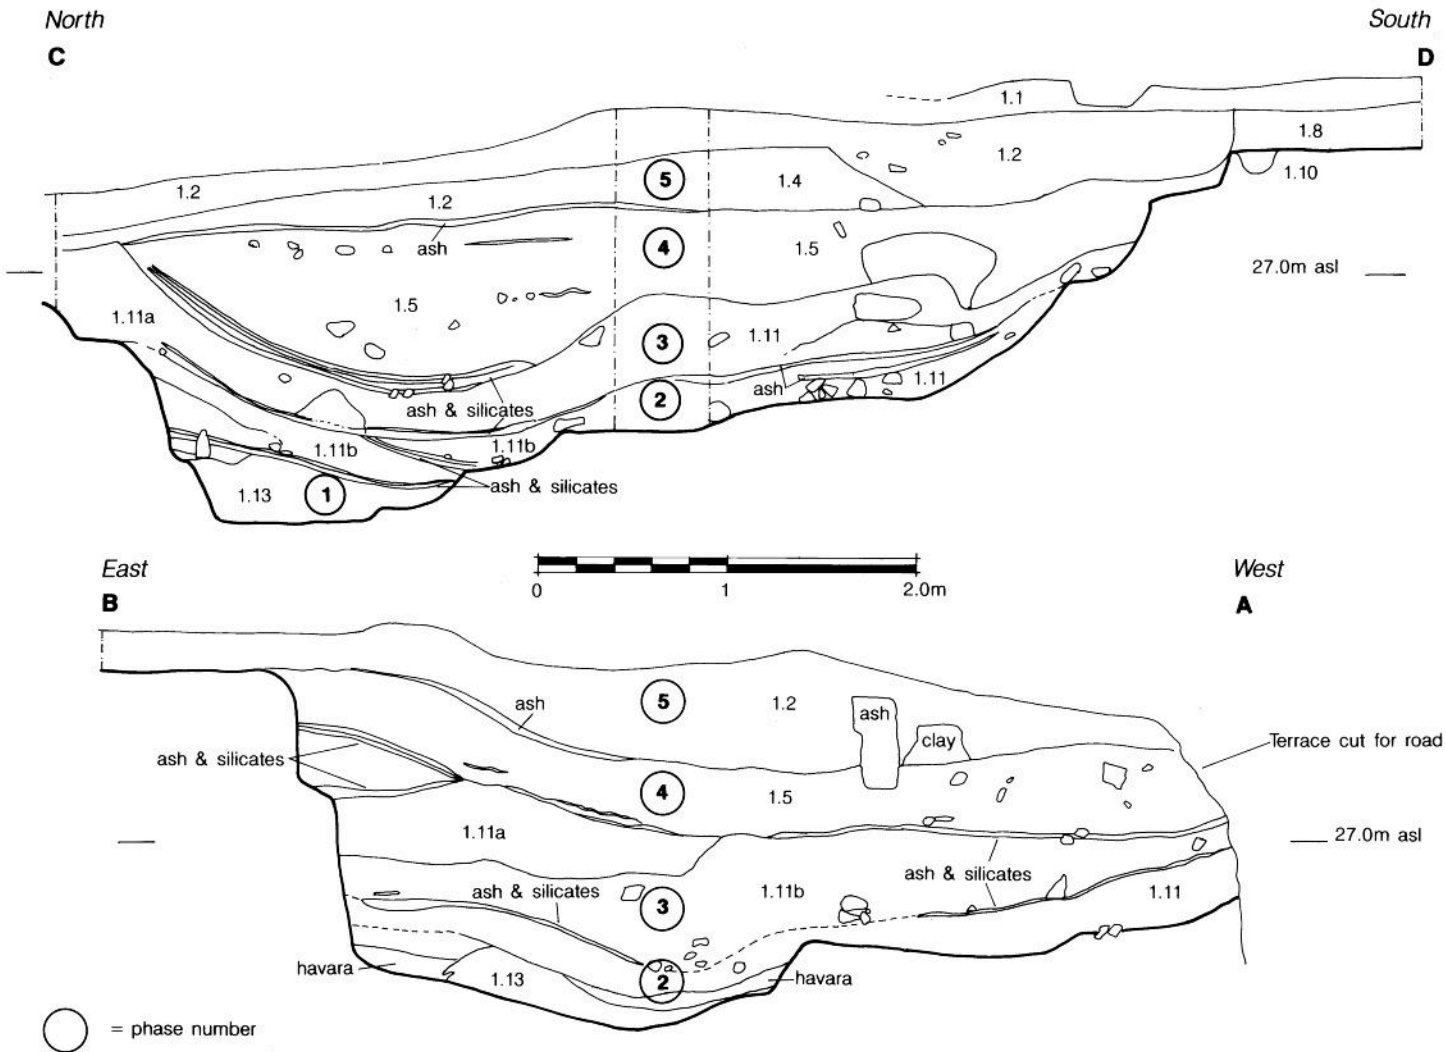 North
South
C
D
1.1
1.8
1.2
1.10
1.2
1.2
5
1.4
ash
4
1.5
27.0m asl
1.5
1.11a
3
1.11
ash
1.11
ash & silicates
2
1.11b
1.11b
ash & silicates
1.13
1
East
West
B
A
0
1
2.0m
5
1.2
ash
ash
clay
Terrace cut for road
ash & silicates
4
1.5
1.11a
27.0m asl
ash & silicates
3
1.11b
ash & silicates
1.11
havara
1.13
2
havara
= phase number